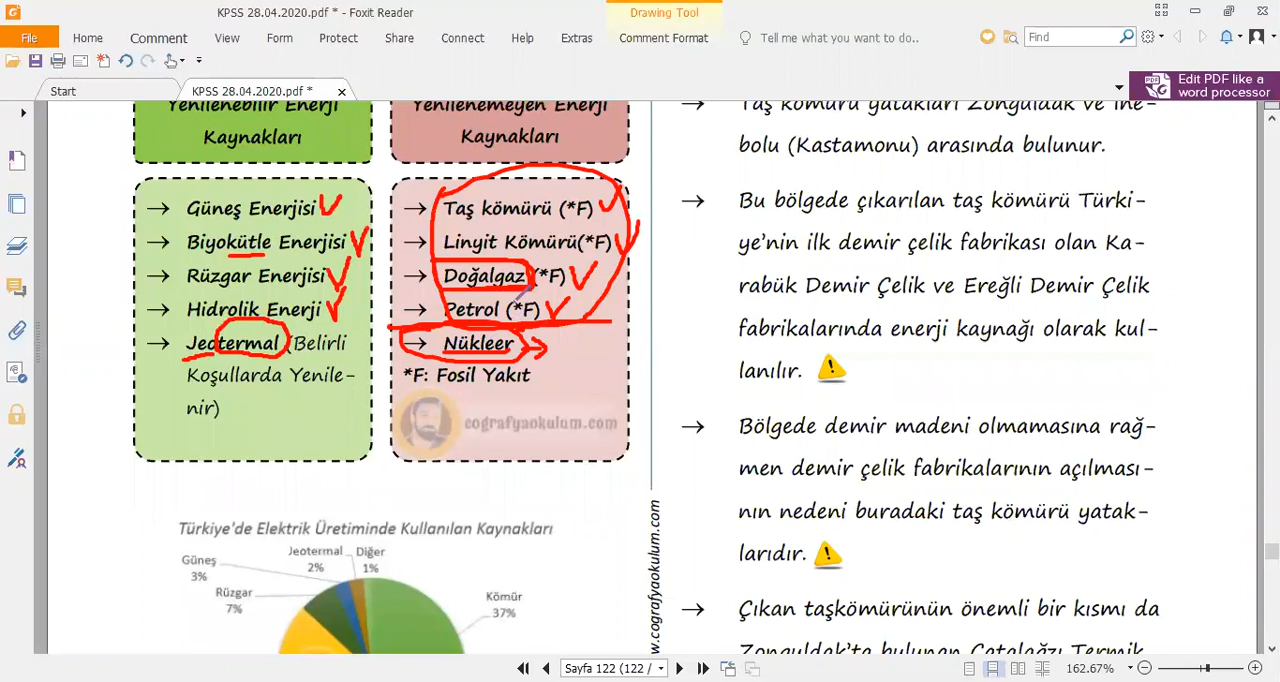 KPSS 28.04.2020.pdf * - Foxit Reader
Drawing Tool
File Home Comment View Form Protect Share Connect Help Extras Comment Format Tell me what you want to do.. Find
Start KPSS 28.04.2020.pdf *
Edit PDF like a
word processor
Yenilenebilir Enerji
Kaynakları
Yenilenemeyen Enerji
Kaynakları
→ Güneş Enerjisi
→ Biyokütle Enerjisi
→ Rüzgar Enerjisi
→ Hidrolik Enerji
→ Jeotermal (Belirli
Koşullarda Yenile-
nir)
→ Taş kömürü (*F)
→ Linyit Kömürü(*F)
→ Doğalgaz (*F)
→ Petrol (*F)
→ Nükleer
*F: Fosil Yakıt
cografyaokulum.com
Türkiye'de Elektrik Üretiminde Kullanılan Kaynakları
Jeotermal
2%
Diğer
1%
Güneş
3%
Rüzgar
7%
Kömür
37%
w.cografyaokulum.com
→ Taş kömürü yatakları Zonguldak ve İne-
bolu (Kastamonu) arasında bulunur.
→ Bu bölgede çıkarılan taş kömürü Türki-
ye'nin ilk demir çelik fabrikası olan Ka-
rabük Demir Çelik ve Ereğli Demir Çelik
fabrikalarında enerji kaynağı olarak kul-
lanılır.
→ Bölgede demir madeni olmamasına rağ-
men demir çelik fabrikalarının açılması-
nın nedeni buradaki taş kömürü yatak-
larıdır.
→ Çıkan taşkömürünün önemli bir kısmı da
Zonguldak'ta bulunan Çatalağzı Termik
Sayfa 122 (122 /
162.67%